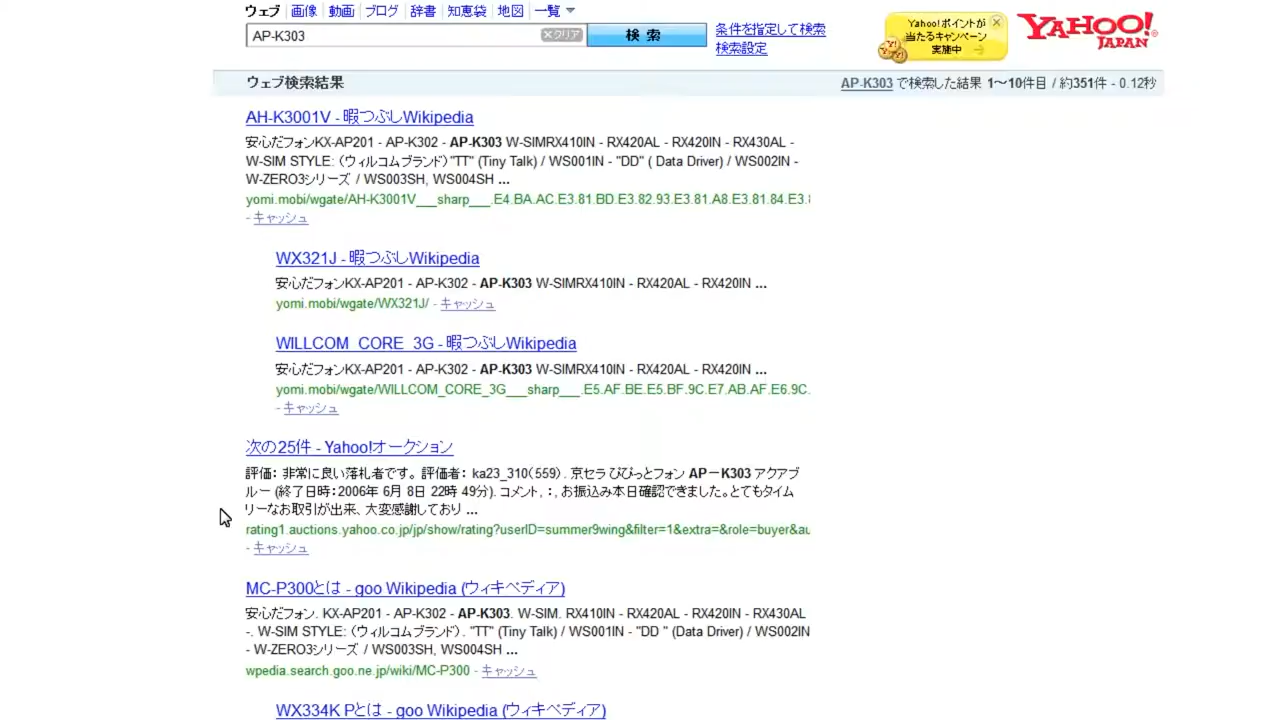 ウェブ 画像 動画 ブログ 辞書 知恵袋 地図 一覧
AP-K303 ×クリア 検索 条件を指定して検索
検索設定
Yahoo!ポイントが
当たるキャンペーン
実施中
YAHOO!
JAPAN
ウェブ検索結果 AP-K303 で検索した結果 1～10件目 / 約351件 - 0.12秒
AH-K3001V - 暇つぶしWikipedia
安心だフォンKX-AP201 - AP-K302 - AP-K303 W-SIMRX410IN - RX420AL - RX420IN - RX430AL -
W-SIM STYLE: （ウィルコムブランド）"TT" (Tiny Talk) / WS001IN - "DD" ( Data Driver) / WS002IN -
W-ZERO3シリーズ / WS003SH, WS004SH ...
yomi.mobi/wgate/AH-K3001V___sharp___.E4.BA.AC.E3.81.BD.E3.82.93.E3.81.A8.E3.81.84.E3.
- キャッシュ
WX321J - 暇つぶしWikipedia
安心だフォンKX-AP201 - AP-K302 - AP-K303 W-SIMRX410IN - RX420AL - RX420IN ...
yomi.mobi/wgate/WX321J/ - キャッシュ
WILLCOM_CORE_3G - 暇つぶしWikipedia
安心だフォンKX-AP201 - AP-K302 - AP-K303 W-SIMRX410IN - RX420AL - RX420IN ...
yomi.mobi/wgate/WILLCOM_CORE_3G___sharp___.E5.AF.BE.E5.BF.9C.E7.AB.AF.E6.9C.
- キャッシュ
次の25件 - Yahoo!オークション
評価： 非常に良い落札者です。 評価者： ka23_310（559）. 京セラ ぴぴっとフォン AP－K303 アクアブ
ルー (終了日時：2006年 6月 8日 22時 49分). コメント, ：, お振込み本日確認できました。とてもタイム
リーなお取引が出来、大変感謝しており ...
rating1.auctions.yahoo.co.jp/jp/show/rating?userID=summer9wing&filter=1&extra=&role=buyer&au
- キャッシュ
MC-P300とは - goo Wikipedia (ウィキペディア)
安心だフォン. KX-AP201 - AP-K302 - AP-K303. W-SIM. RX410IN - RX420AL - RX420IN - RX430AL
-. W-SIM STYLE: （ウィルコムブランド）. "TT" (Tiny Talk) / WS001IN - "DD " (Data Driver) / WS002IN
- W-ZERO3シリーズ / WS003SH, WS004SH ...
wpedia.search.goo.ne.jp/wiki/MC-P300 - キャッシュ
WX334K Pとは - goo Wikipedia (ウィキペディア)